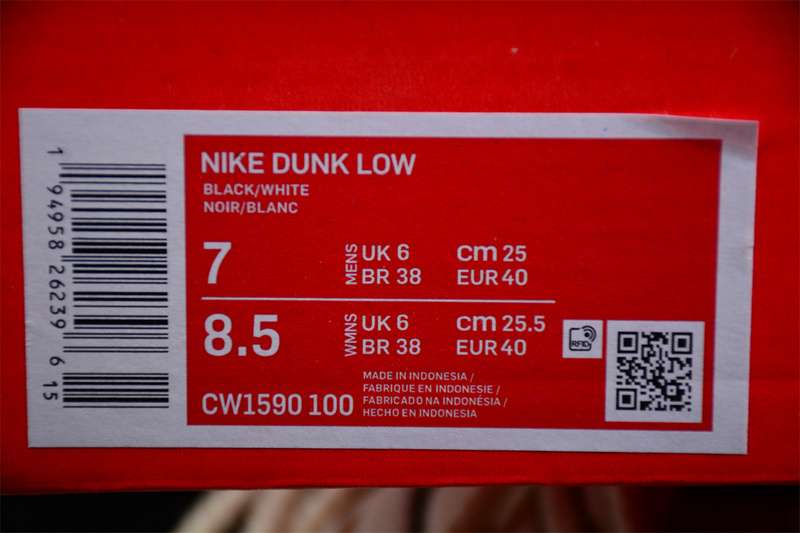 NIKE DUNK LOW
BLACK/WHITE
NOIR/BLANC
7 MENS UK 6 cm 25
BR 38 EUR 40
8.5 WMNS UK 6 cm 25.5
BR 38 EUR 40
RFID
CW1590 100
MADE IN INDONESIA /
FABRIQUE EN INDONESIE /
FABRICADO NA INDONÉSIA /
HECHO EN INDONESIA
1 94958 26239 6 15